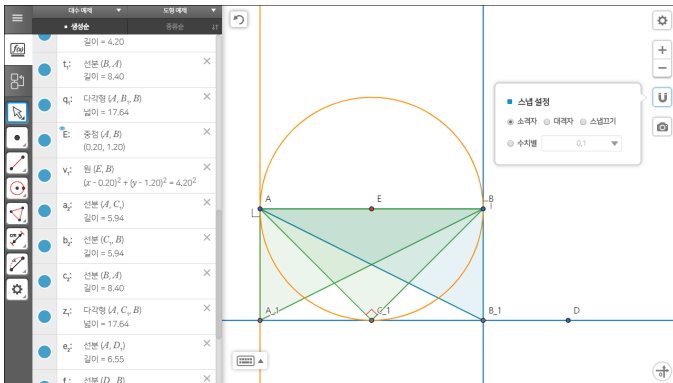 대수 예제 ▼ 도형 예제 ▼
• 생성순 종류순
길이 = 4.20
t₁: 선분 (B, A)
길이 = 8.40
q₁: 다각형 (A, B₁, B)
넓이 = 17.64
E: 중점 (A, B)
(0.20, 1.20)
v₁: 원 (E, B)
(x - 0.20)² + (y - 1.20)² = 4.20²
a₂: 선분 (A, C₁)
길이 = 5.94
b₂: 선분 (C₁, B)
길이 = 5.94
c₂: 선분 (B, A)
길이 = 8.40
z₁: 다각형 (A, C₁, B)
넓이 = 17.64
e₂: 선분 (A, D₁)
길이 = 6.55
선분 (D, B)
f(x)
스냅 설정
소격자 대격자 스냅끄기
수치별 0.1
A E B
A_1 C_1 B_1 D